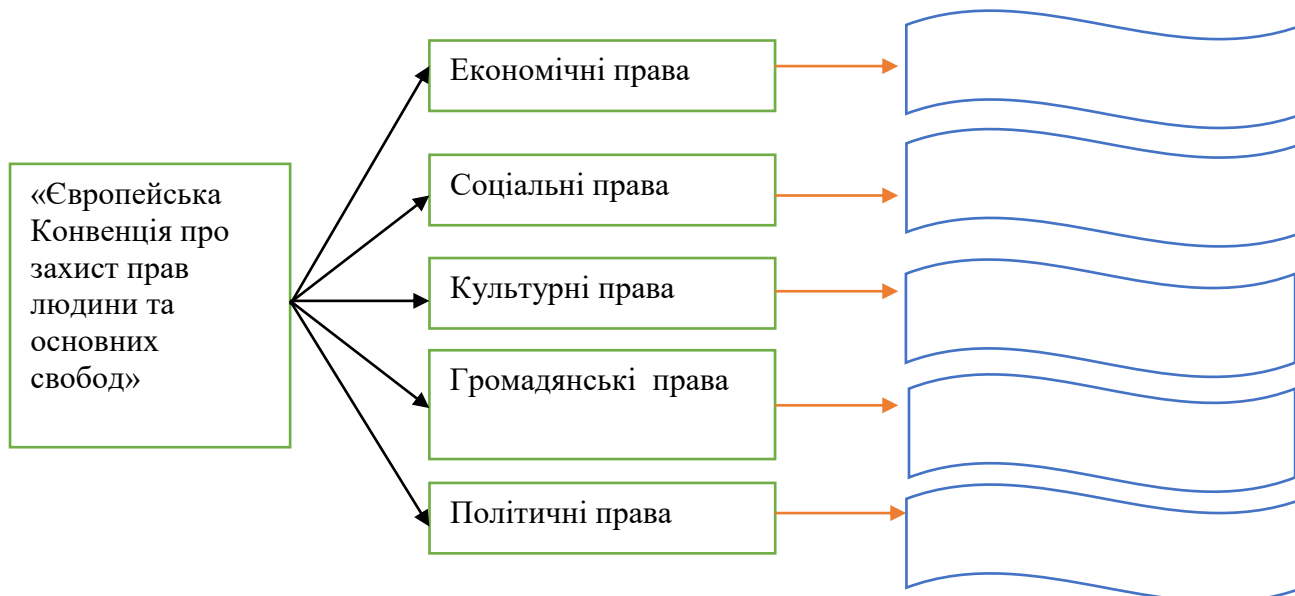 «Європейська
Конвенція про
захист прав
людини та
основних
свобод»
Економічні права
Соціальні права
Культурні права
Громадянські  права
Політичні права